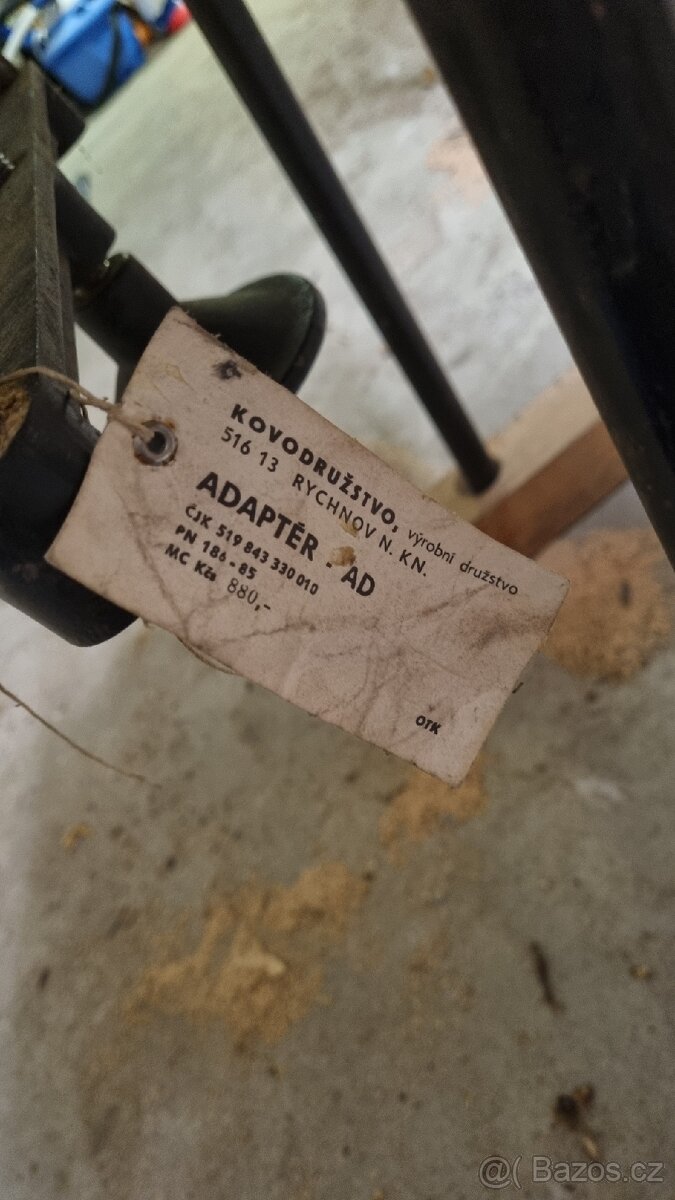 KOVODRUŽSTVO, výrobní družstvo
516 13 RYCHNOV N. KN.
ADAPTÉR - AD
ČJK 519 843 330 010
PN 186-85
MC Kčs 880,-
OTK
@( Bazos.cz